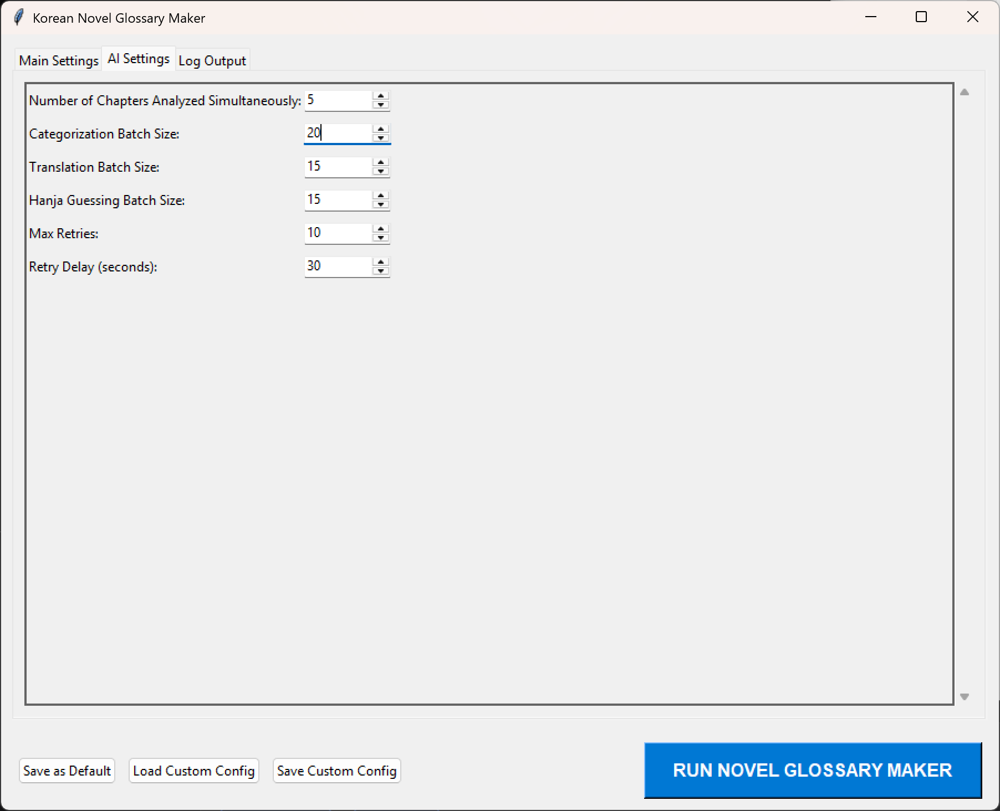 Korean Novel Glossary Maker
Main Settings AI Settings Log Output
Number of Chapters Analyzed Simultaneously: 5
Categorization Batch Size: 20
Translation Batch Size: 15
Hanja Guessing Batch Size: 15
Max Retries: 10
Retry Delay (seconds): 30
Save as Default Load Custom Config Save Custom Config RUN NOVEL GLOSSARY MAKER